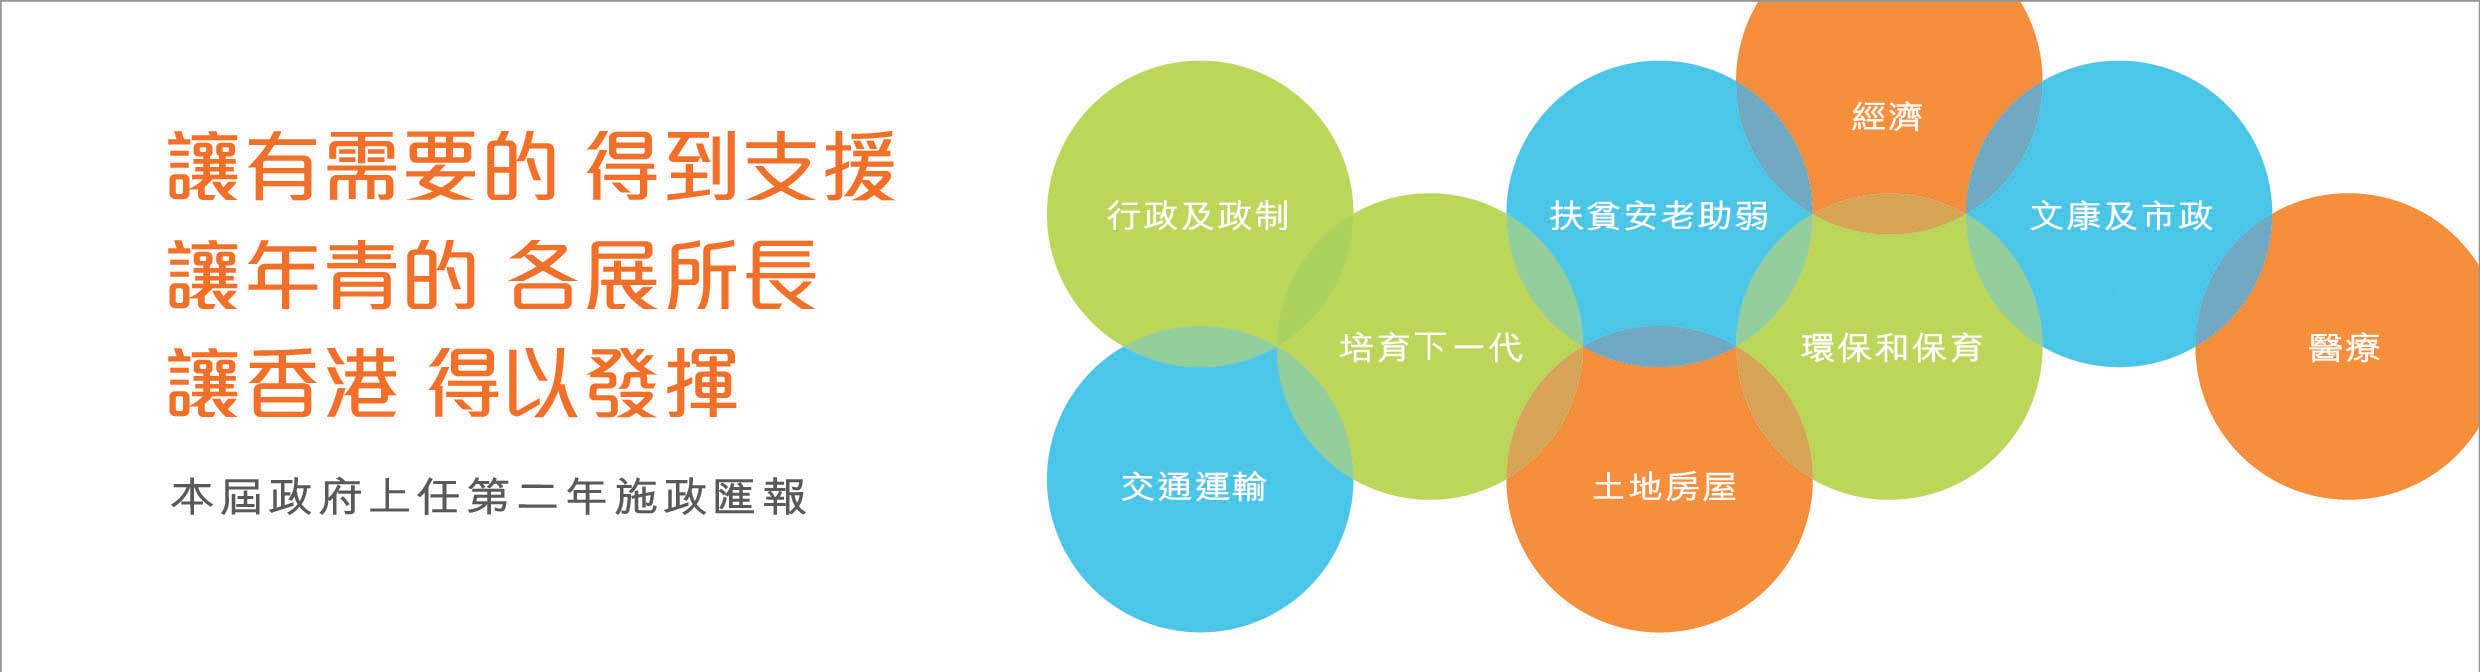 讓有需要的 得到支援
讓年青的 各展所長
讓香港 得以發揮
本屆政府上任第二年施政匯報
經濟
行政及政制
扶貧安老助弱
文康及市政
培育下一代
環保和保育
醫療
交通運輸
土地房屋